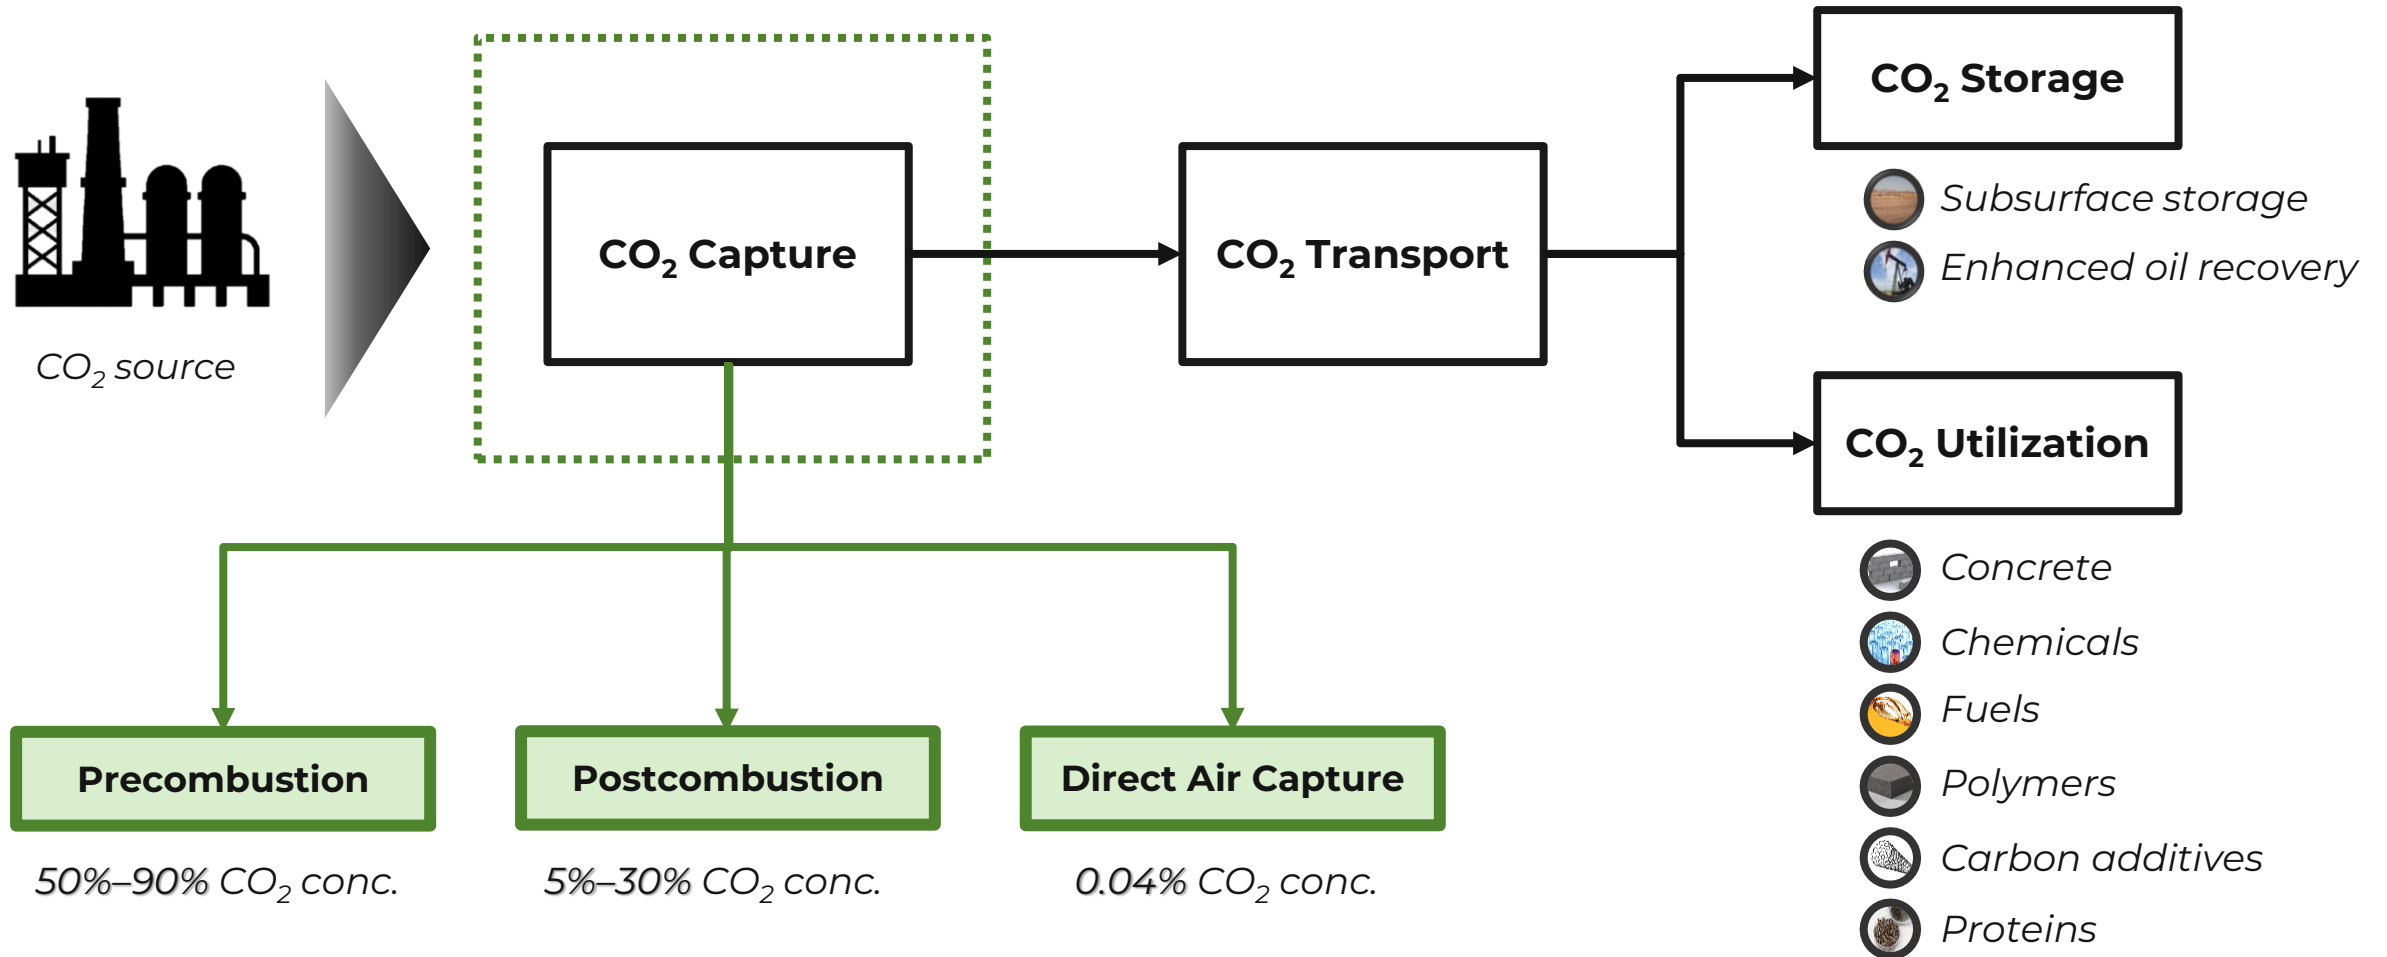 CO₂ source
CO₂ Capture
CO₂ Transport
CO₂ Storage
Subsurface storage
Enhanced oil recovery
CO₂ Utilization
Concrete
Chemicals
Fuels
Polymers
Carbon additives
Proteins
Precombustion
50%–90% CO₂ conc.
Postcombustion
5%–30% CO₂ conc.
Direct Air Capture
0.04% CO₂ conc.